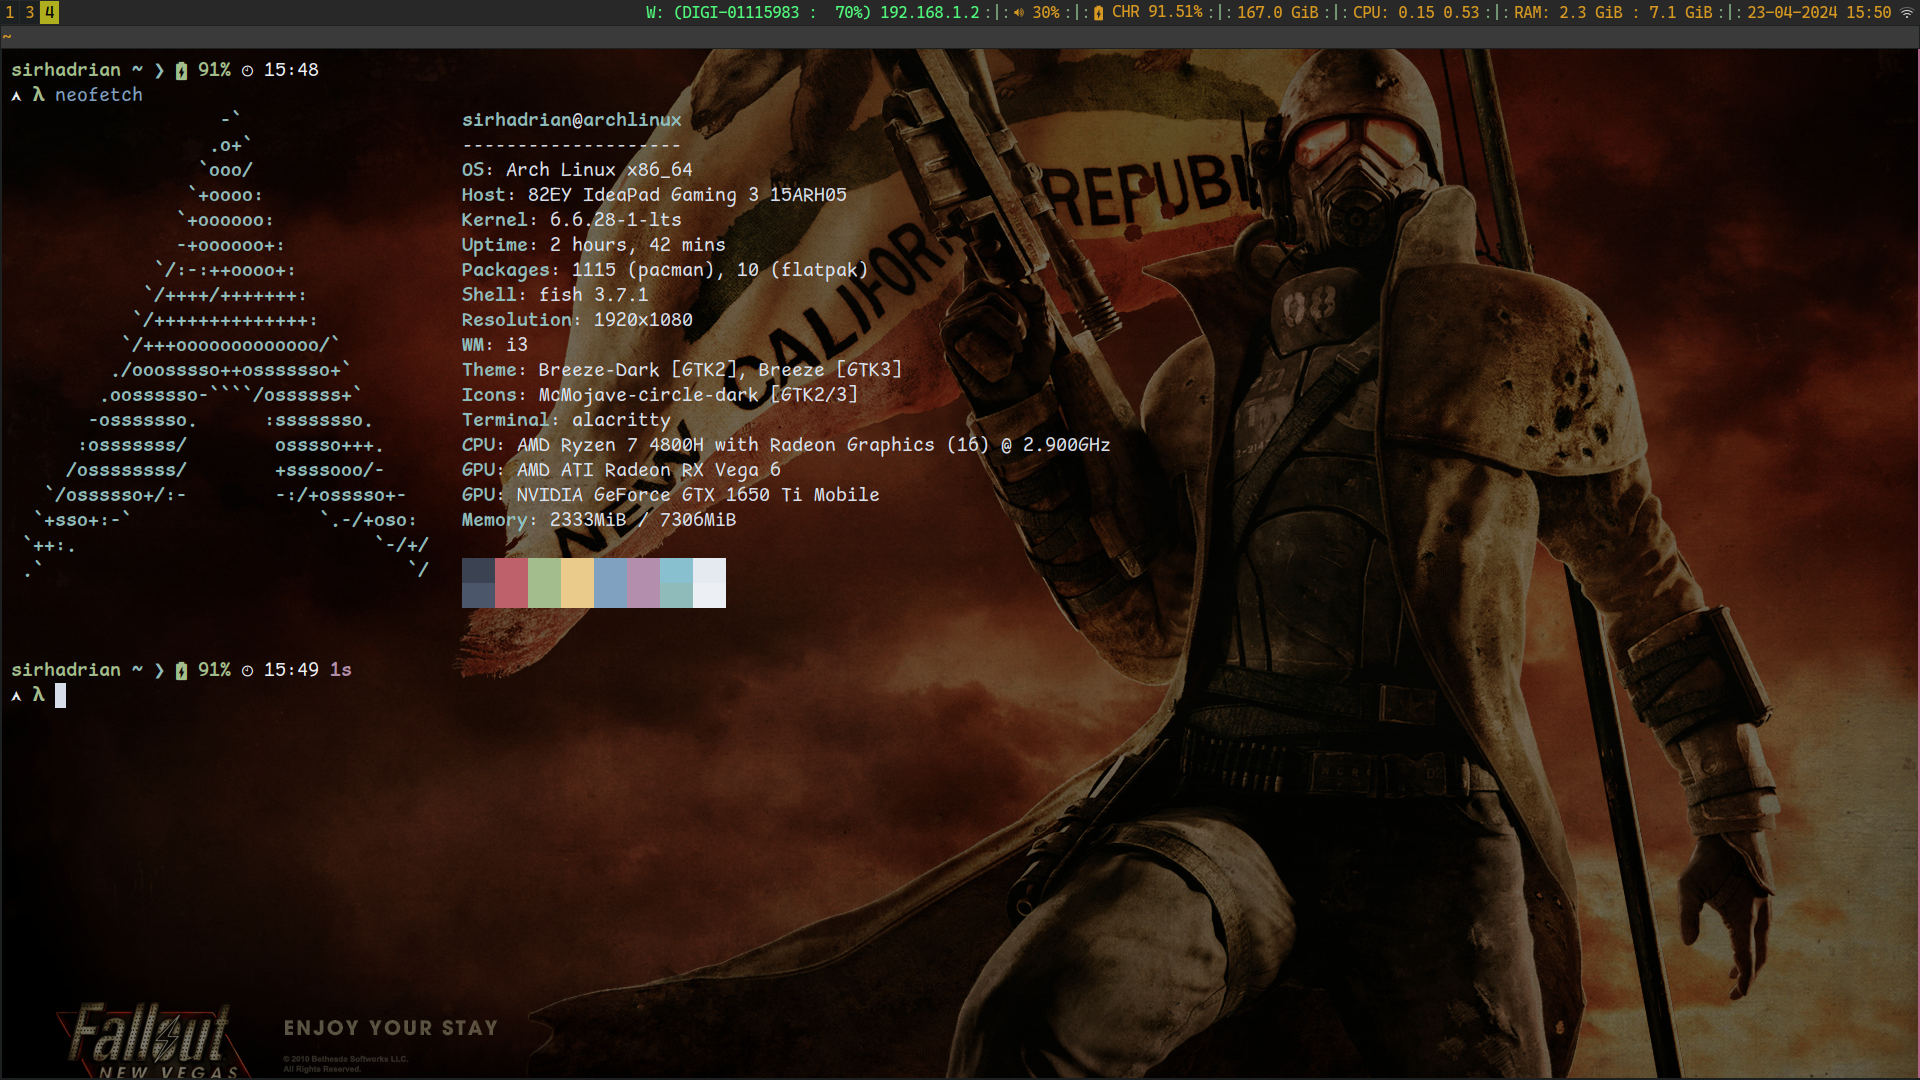 1 3 4 W: (DIGI-01115983 :  70%) 192.168.1.2 :|: 30% :|: CHR 91.51% :|: 167.0 GiB :|: CPU: 0.15 0.53 :|: RAM: 2.3 GiB : 7.1 GiB :|: 23-04-2024 15:50
~
sirhadrian ~ ❯ 91% 15:48
λ neofetch
-`
.o+`
`ooo/
`+oooo:
`+oooooo:
-+oooooo+:
`/:-:++oooo+:
`/++++/+++++++:
`/++++++++++++++:
`/+++ooooooooooooo/`
./ooosssso++osssssso+`
.oossssso-````/ossssss+`
-osssssso.      :ssssssso.
:osssssss/        osssso+++.
/ossssssss/        +ssssooo/-
`/ossssso+/:-        -:/+osssso+-
`+sso+:-`                 `.-/+oso:
`++:.                           `-/+/
.`                                 `/
sirhadrian@archlinux
--------------------
OS: Arch Linux x86_64
Host: 82EY IdeaPad Gaming 3 15ARH05
Kernel: 6.6.28-1-lts
Uptime: 2 hours, 42 mins
Packages: 1115 (pacman), 10 (flatpak)
Shell: fish 3.7.1
Resolution: 1920x1080
WM: i3
Theme: Breeze-Dark [GTK2], Breeze [GTK3]
Icons: McMojave-circle-dark [GTK2/3]
Terminal: alacritty
CPU: AMD Ryzen 7 4800H with Radeon Graphics (16) @ 2.900GHz
GPU: AMD ATI Radeon RX Vega 6
GPU: NVIDIA GeForce GTX 1650 Ti Mobile
Memory: 2333MiB / 7306MiB
sirhadrian ~ ❯ 91% 15:49 1s
λ
NEW CALIFORN
REPUBL
08
Fallout
NEW VEGAS
ENJOY YOUR STAY
© 2010 Bethesda Softworks LLC.
All Rights Reserved.